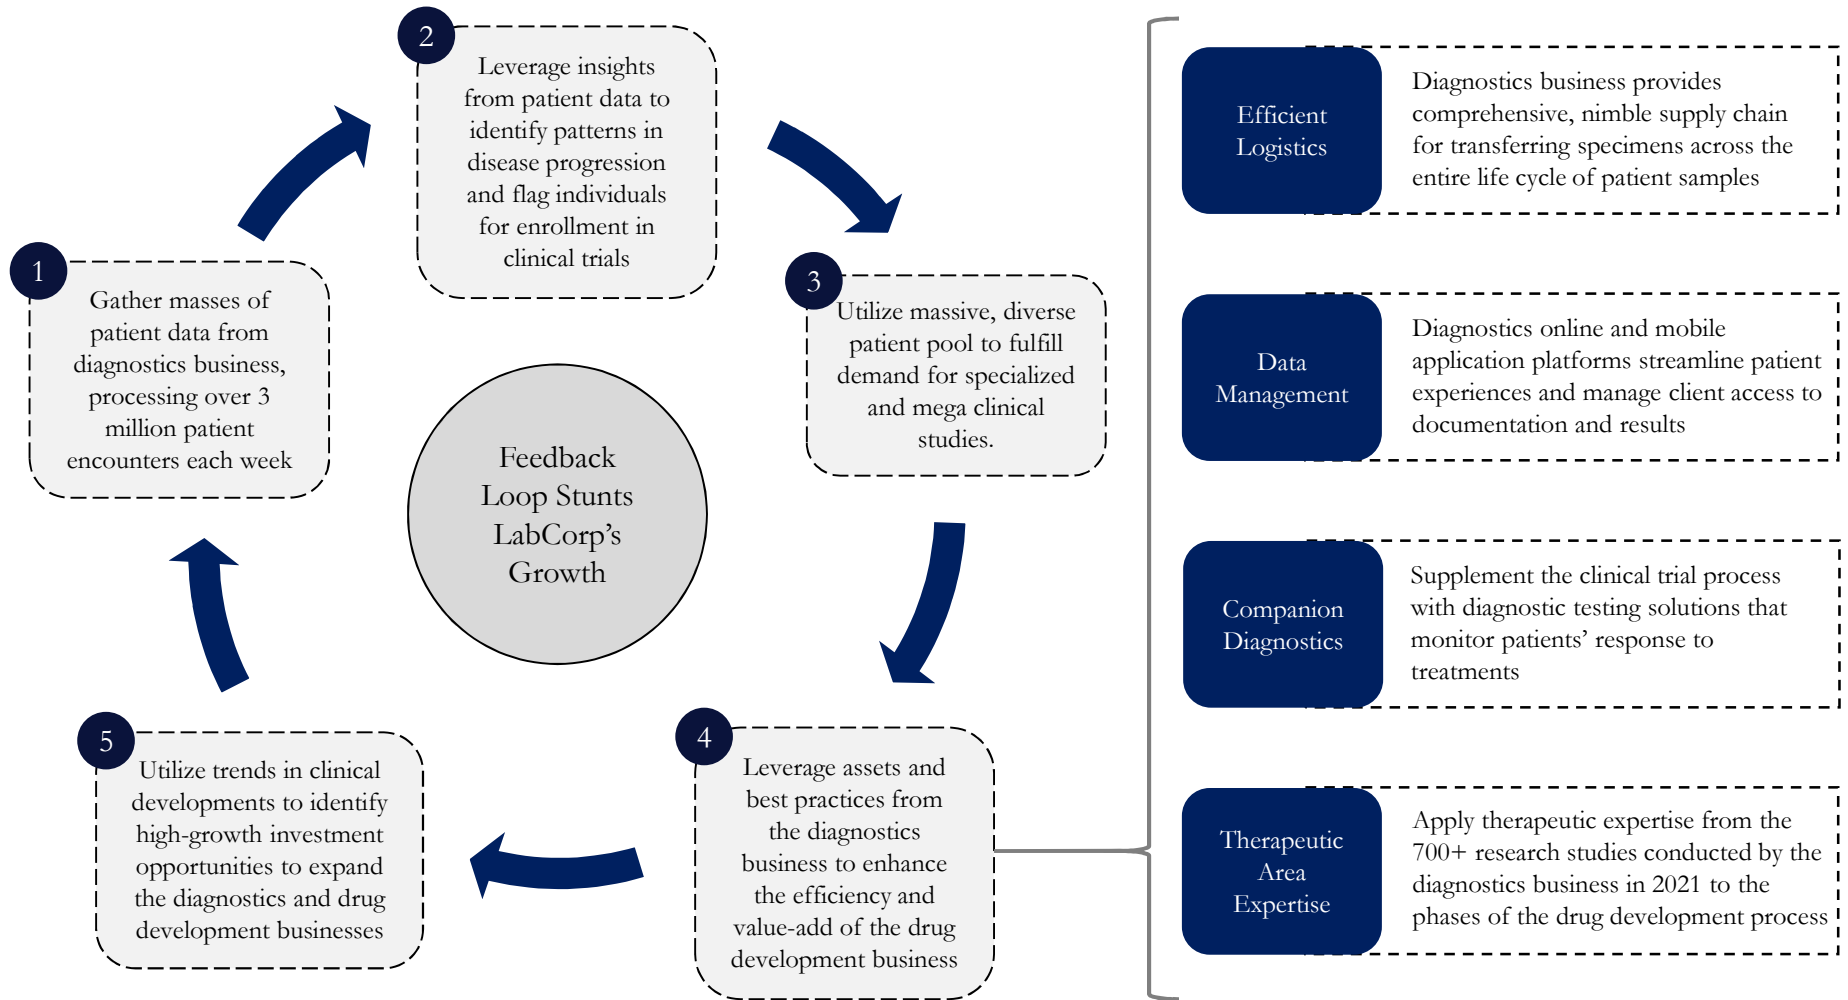 1
Gather masses of
patient data from
diagnostics business,
processing over 3
million patient
encounters each week
2
Leverage insights
from patient data to
identify patterns in
disease progression
and flag individuals
for enrollment in
clinical trials
3
Utilize massive, diverse
patient pool to fulfill
demand for specialized
and mega clinical
studies.
4
Leverage assets and
best practices from
the diagnostics
business to enhance
the efficiency and
value-add of the drug
development business
5
Utilize trends in clinical
developments to identify
high-growth investment
opportunities to expand
the diagnostics and drug
development businesses
Feedback
Loop Stunts
LabCorp’s
Growth
Efficient
Logistics
Diagnostics business provides
comprehensive, nimble supply chain
for transferring specimens across the
entire life cycle of patient samples
Data
Management
Diagnostics online and mobile
application platforms streamline patient
experiences and manage client access to
documentation and results
Companion
Diagnostics
Supplement the clinical trial process
with diagnostic testing solutions that
monitor patients’ response to
treatments
Therapeutic
Area
Expertise
Apply therapeutic expertise from the
700+ research studies conducted by the
diagnostics business in 2021 to the
phases of the drug development process